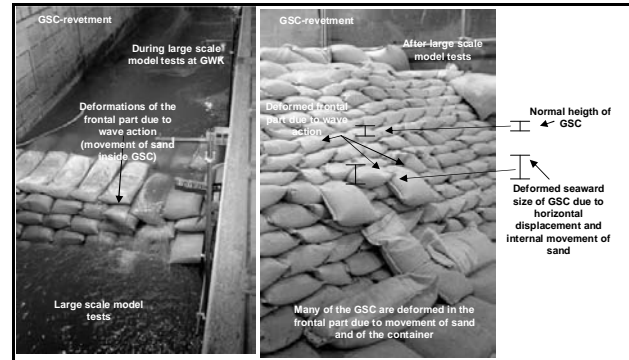 GSC-revetment
During large scale
model tests at GWK
Deformations of the
frontal part due to
wave action
(movement of sand
inside GSC)
Large scale model
tests
GSC-revetment
After large scale
model tests
Deformed frontal
part due to wave
action
Many of the GSC are deformed in the
frontal part due to movement of sand
and of the container
Normal heigth of
GSC
Deformed seaward
size of GSC due to
horizontal
displacement and
internal movement of
sand